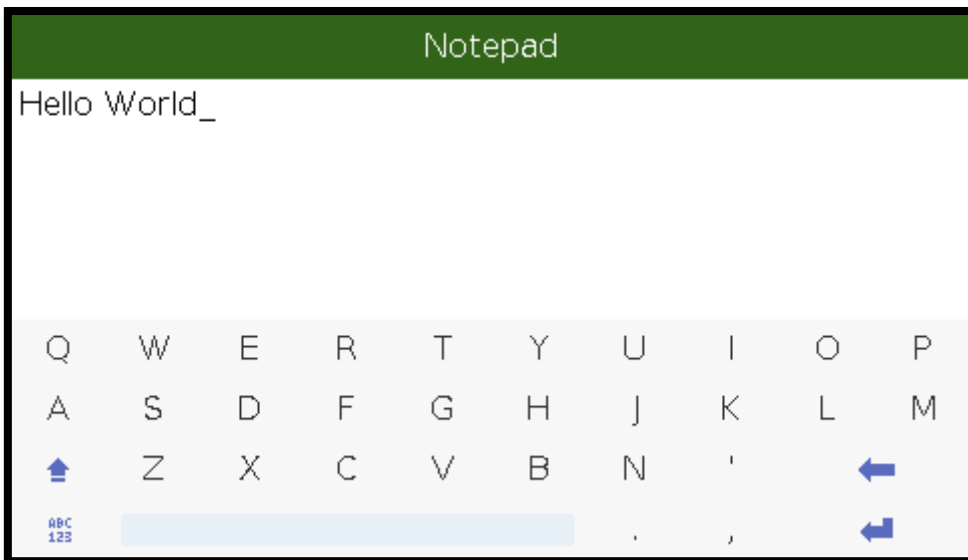 Notepad
Hello World_
Q W E R T Y U I O P
A S D F G H J K L M
Z X C V B N '
ABC
123
. ,